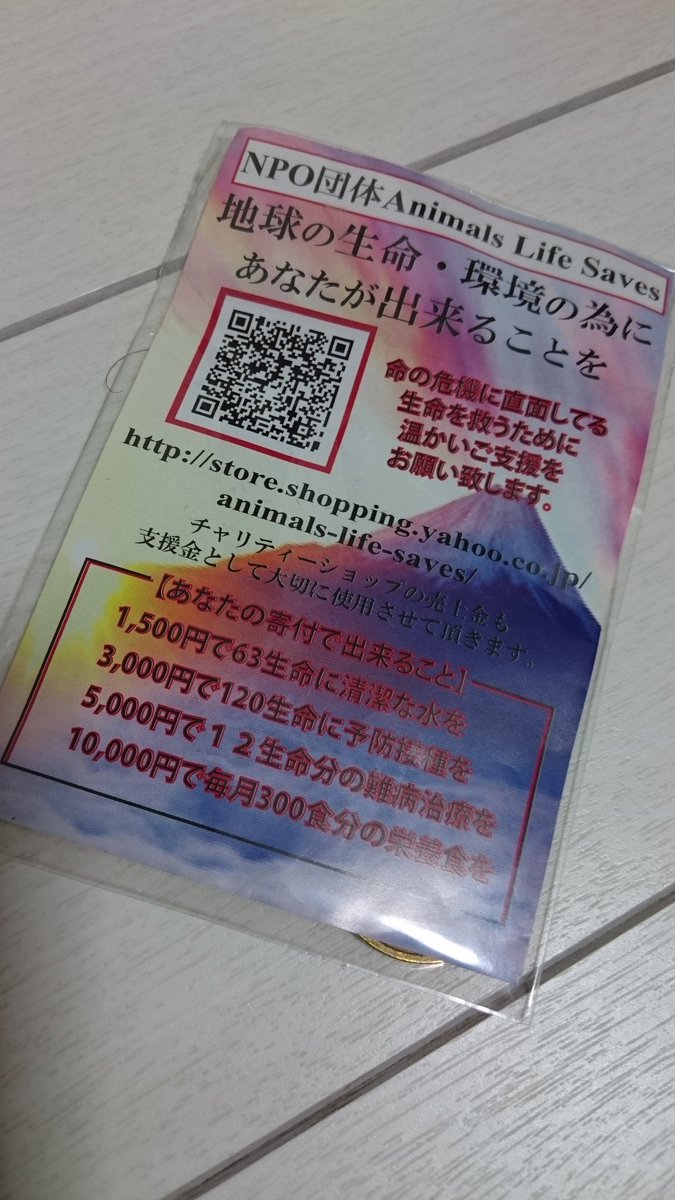 NPO団体Animals Life Saves
地球の生命・環境の為に
あなたが出来ることを
命の危機に直面してる
生命を救うために
温かいご支援を
お願い致します。
http://store.shopping.yahoo.co.jp/
animals-life-saves/
チャリティーショップの売上金も
支援金として大切に使用させて頂きます。
【あなたの寄付で出来ること】
1,500円で63生命に清潔な水を
3,000円で120生命に予防接種を
5,000円で１２生命分の難病治療を
10,000円で毎月300食分の栄養食を